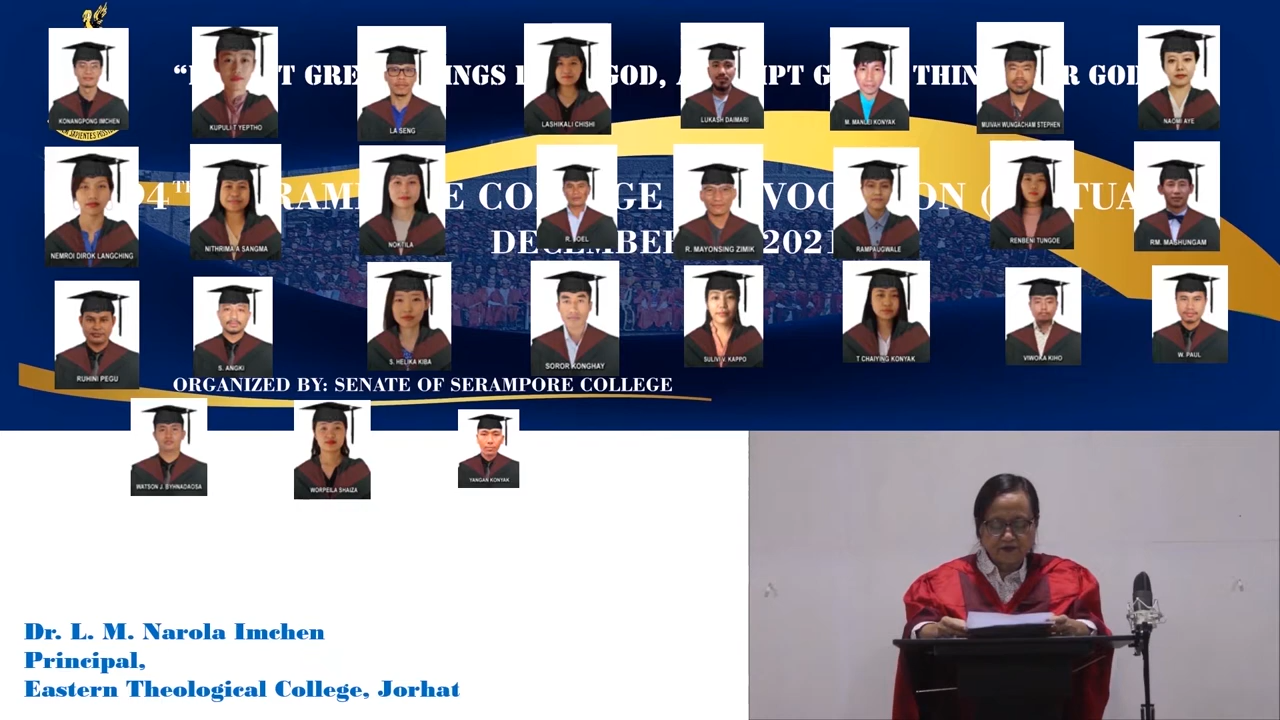 KONANGPONG IMCHEN
KUPULI T YEPTHO
LA SENG
LASHIKALI CHISHI
LUKASH DAIMARI
M. MANLEI KONYAK
MUIVAH WUNGACHAM STEPHEN
NAOMI AYE
NEMROI DIROK LANGCHING
NITHRIMA A SANGMA
NOKTILA
R. JOEL
R. MAYONSING ZIMIK
RAMPAUGWALE
RENBENI TUNGOE
RM. MASHUNGAM
2021
RUHINI PEGU
S. ANGKI
S. HELIKA KIBA
SOROR KONGHAY
SULIVI V. KAPPO
T CHAIYING KONYAK
VIWOKA KIHO
W. PAUL
ORGANIZED BY: SENATE OF SERAMPORE COLLEGE
WATSON J. BYHNADAOSA
WORPEILA SHAIZA
YANGAN KONYAK
Dr. L. M. Narola Imchen
Principal,
Eastern Theological College, Jorhat